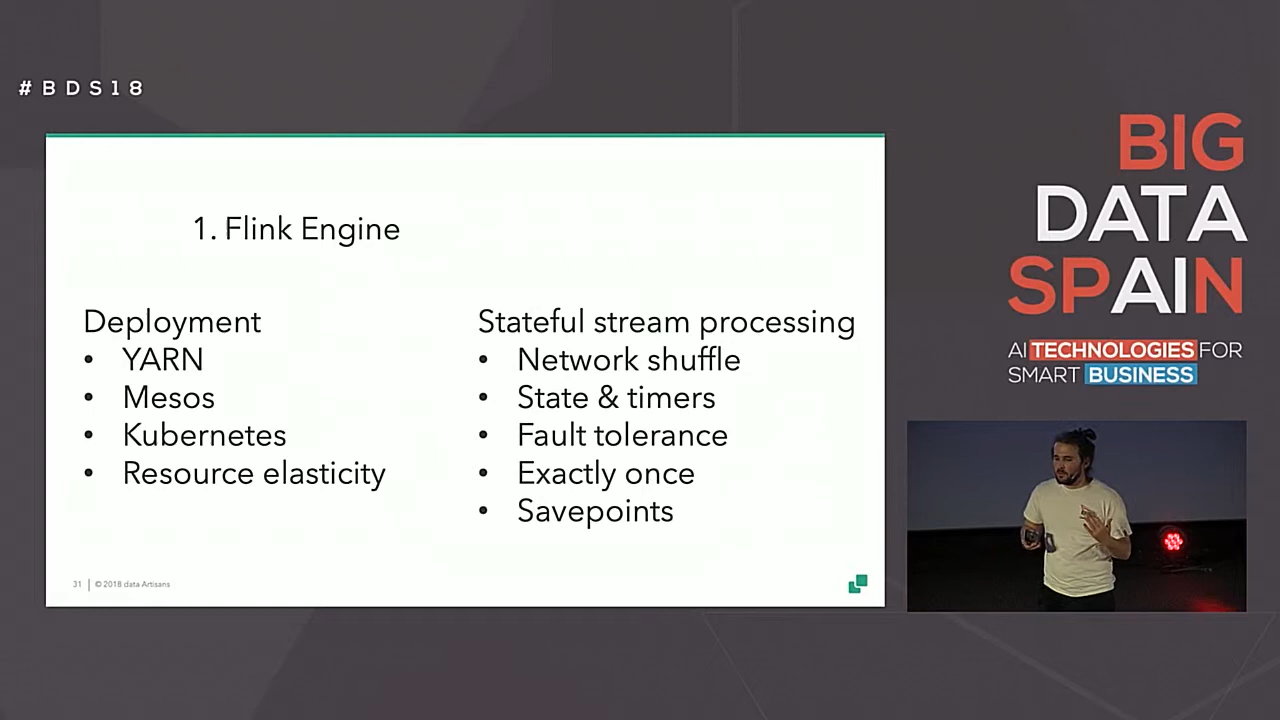 #BDS18
1. Flink Engine
Deployment
• YARN
• Mesos
• Kubernetes
• Resource elasticity
Stateful stream processing
• Network shuffle
• State & timers
• Fault tolerance
• Exactly once
• Savepoints
31 | © 2018 data Artisans
BIG
DATA
SPAIN
AI TECHNOLOGIES FOR
SMART BUSINESS